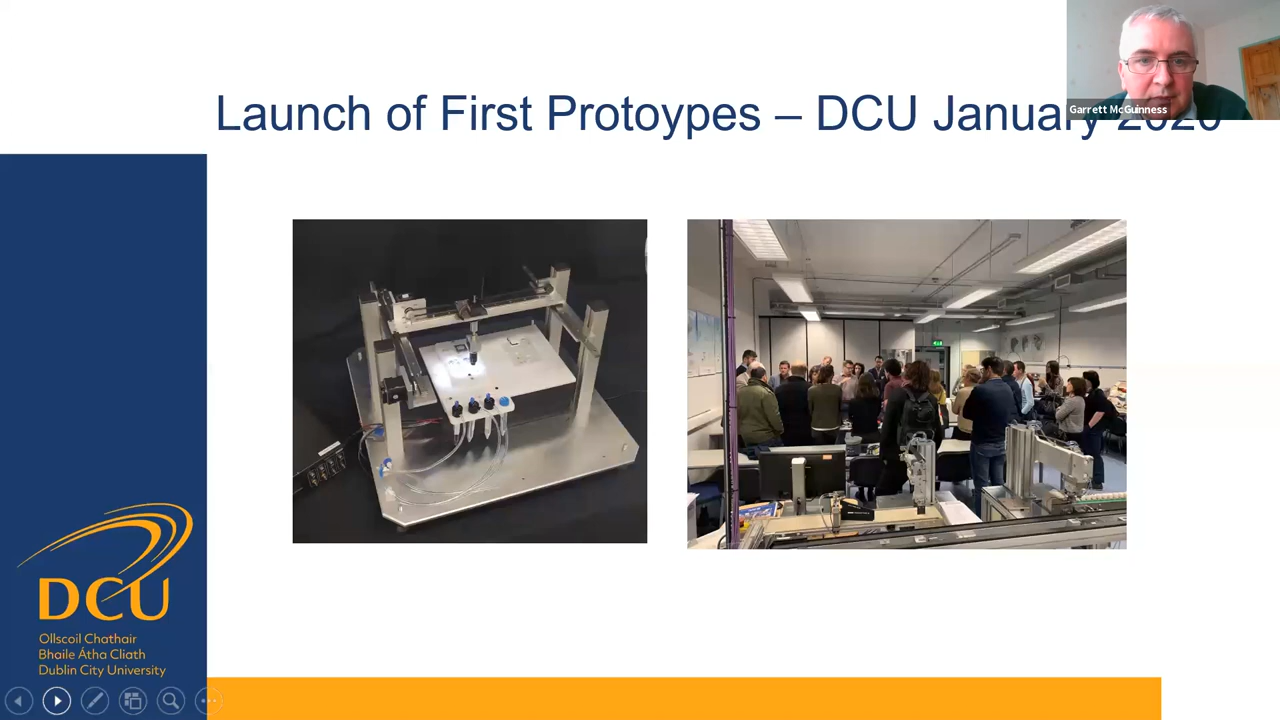 Launch of First Protoypes – DCU January 2020
Garrett McGuinness
DCU
Ollscoil Chathair
Bhaile Átha Cliath
Dublin City University